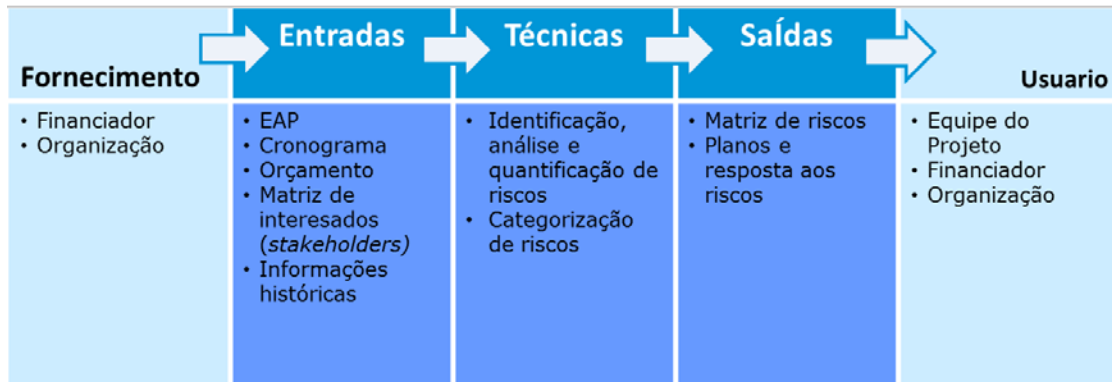 Fornecimento
Entradas
Técnicas
SaÍdas
Usuario
• Financiador
• Organização
• EAP
• Cronograma
• Orçamento
• Matriz de
interesados
(stakeholders)
• Informações
históricas
• Identificação,
análise e
quantificação de
riscos
• Categorização
de riscos
• Matriz de riscos
• Planos e
resposta aos
riscos
• Equipe do
Projeto
• Financiador
• Organização